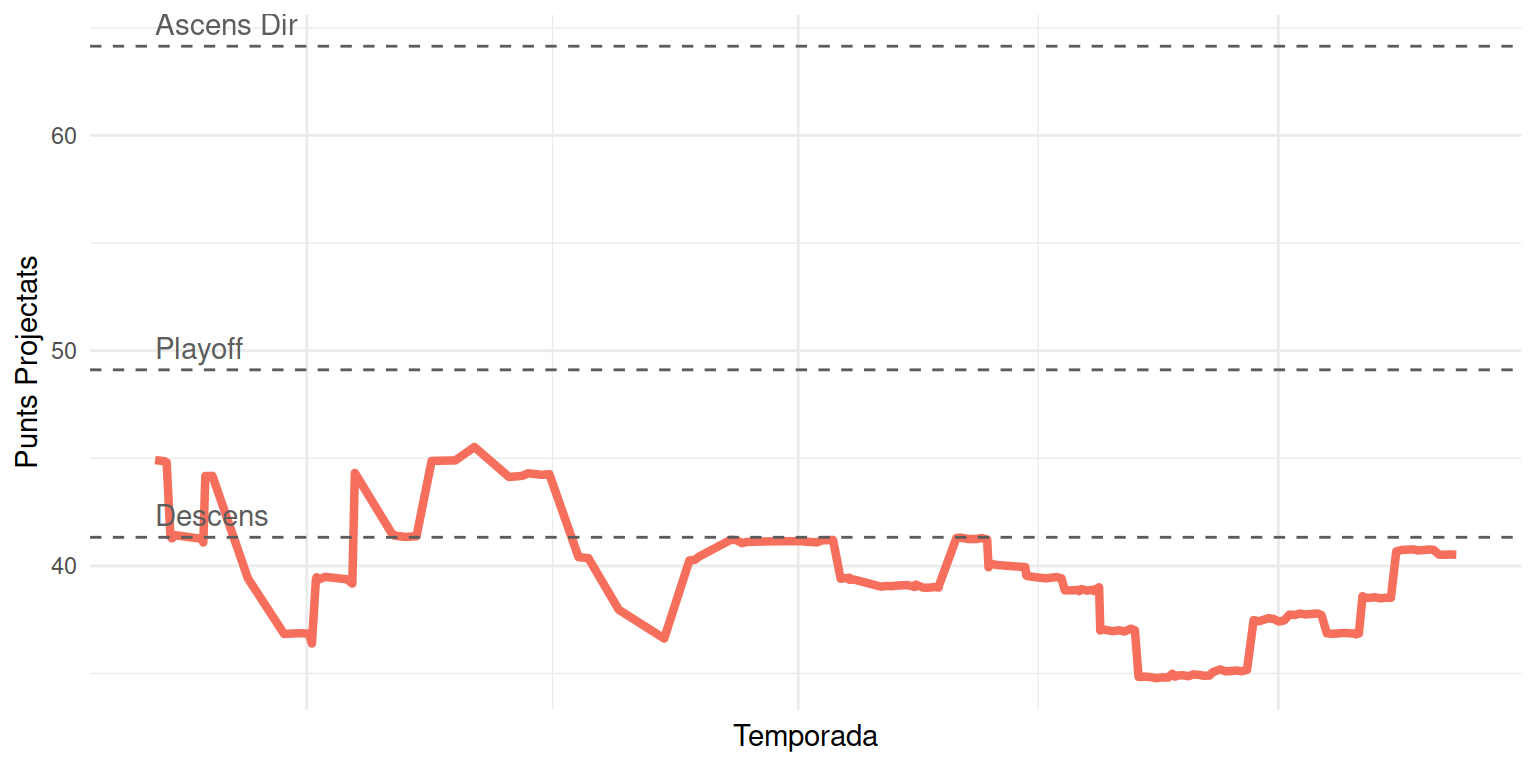 Ascens Dir
60
Playoff
50
Descens
40
Punts Projectats
Temporada